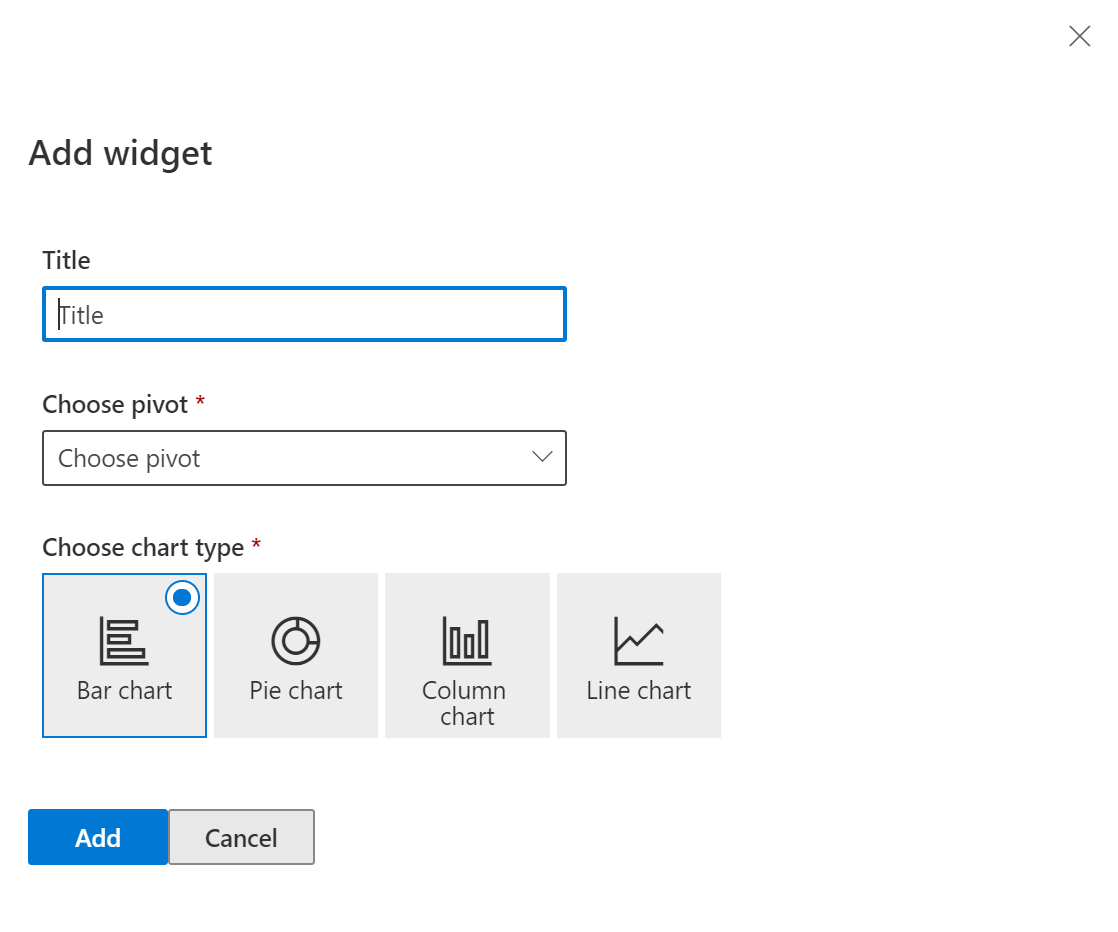 Add widget
Title
Title
Choose pivot *
Choose pivot
Choose chart type *
Bar chart
Pie chart
Column
chart
Line chart
Add
Cancel